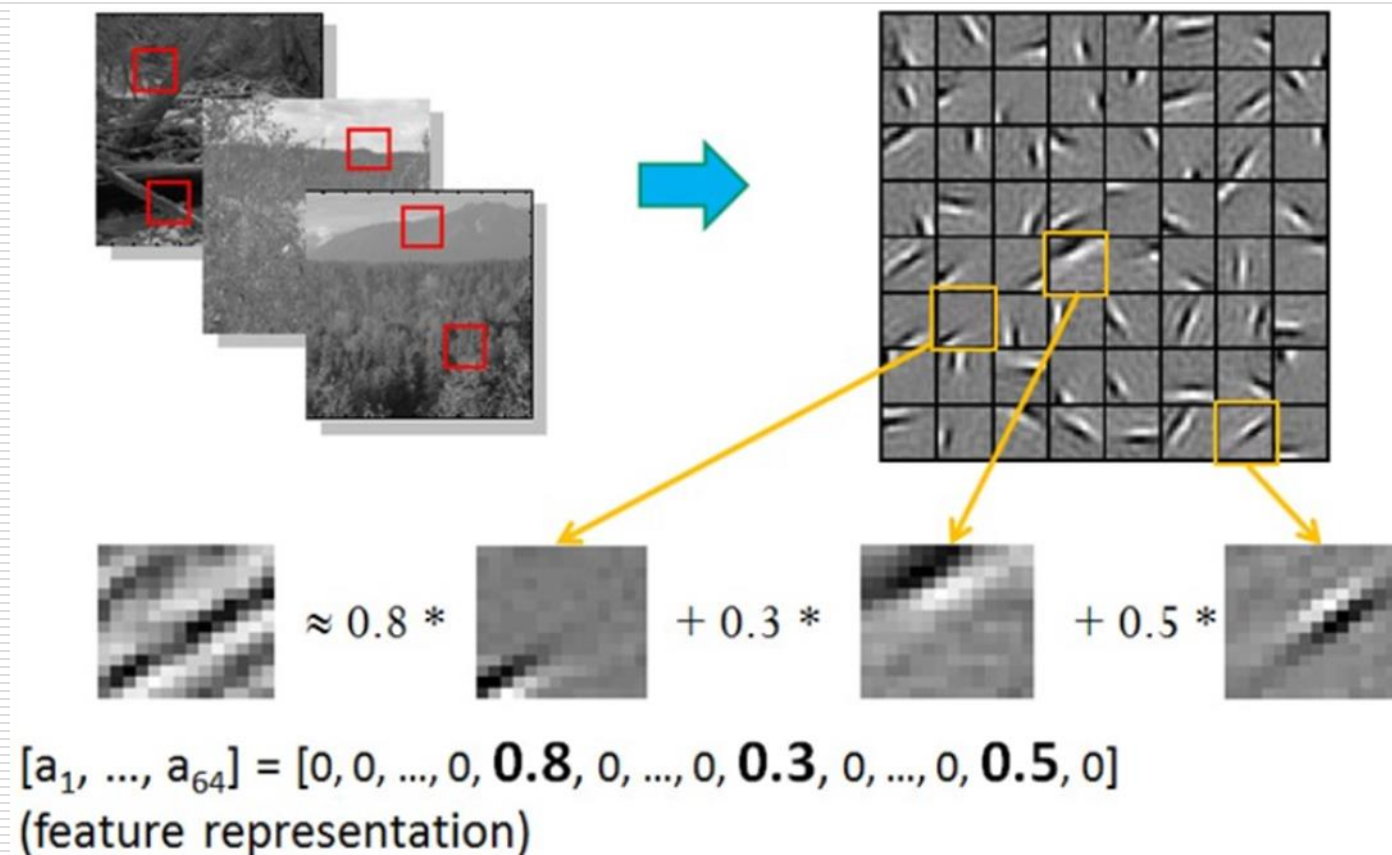 ≈ 0.8 * + 0.3 * + 0.5 *
[a₁, ..., a₆₄] = [0, 0, ..., 0, 0.8, 0, ..., 0, 0.3, 0, ..., 0, 0.5, 0]
(feature representation)